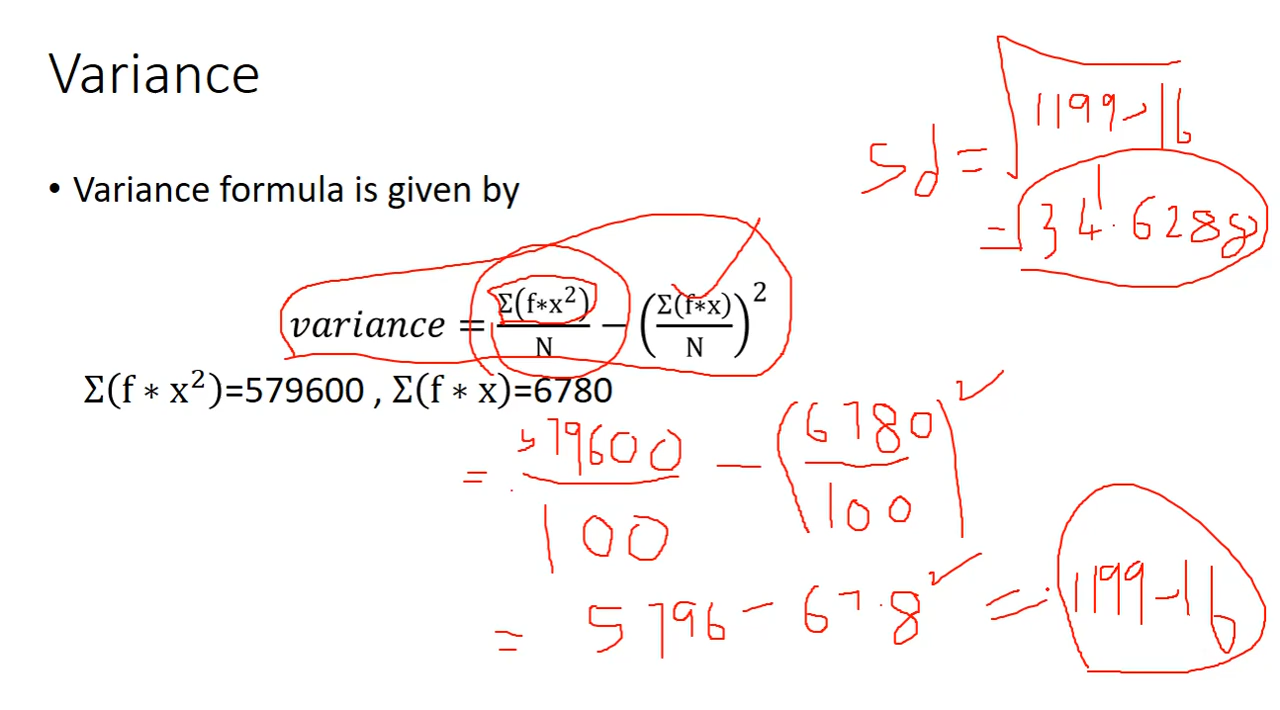 Variance
• Variance formula is given by
sd = √1199.16
= 34.6288
variance = Σ(f∗x²)/N − (Σ(f∗x)/N)²
Σ(f ∗ x²)=579600 , Σ(f ∗ x)=6780
= 579600/100 − (6780/100)²
= 5796 − 67.8² = 1199.16